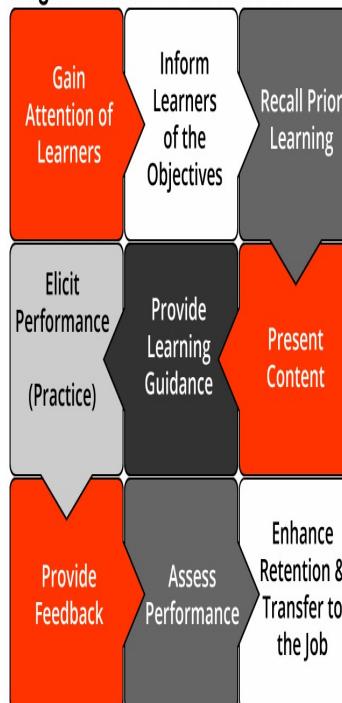 Gain
Attention of
Learners
Inform
Learners
of the
Objectives
Recall Prior
Learning
Elicit
Performance
(Practice)
Provide
Learning
Guidance
Present
Content
Provide
Feedback
Assess
Performance
Enhance
Retention &
Transfer to
the Job